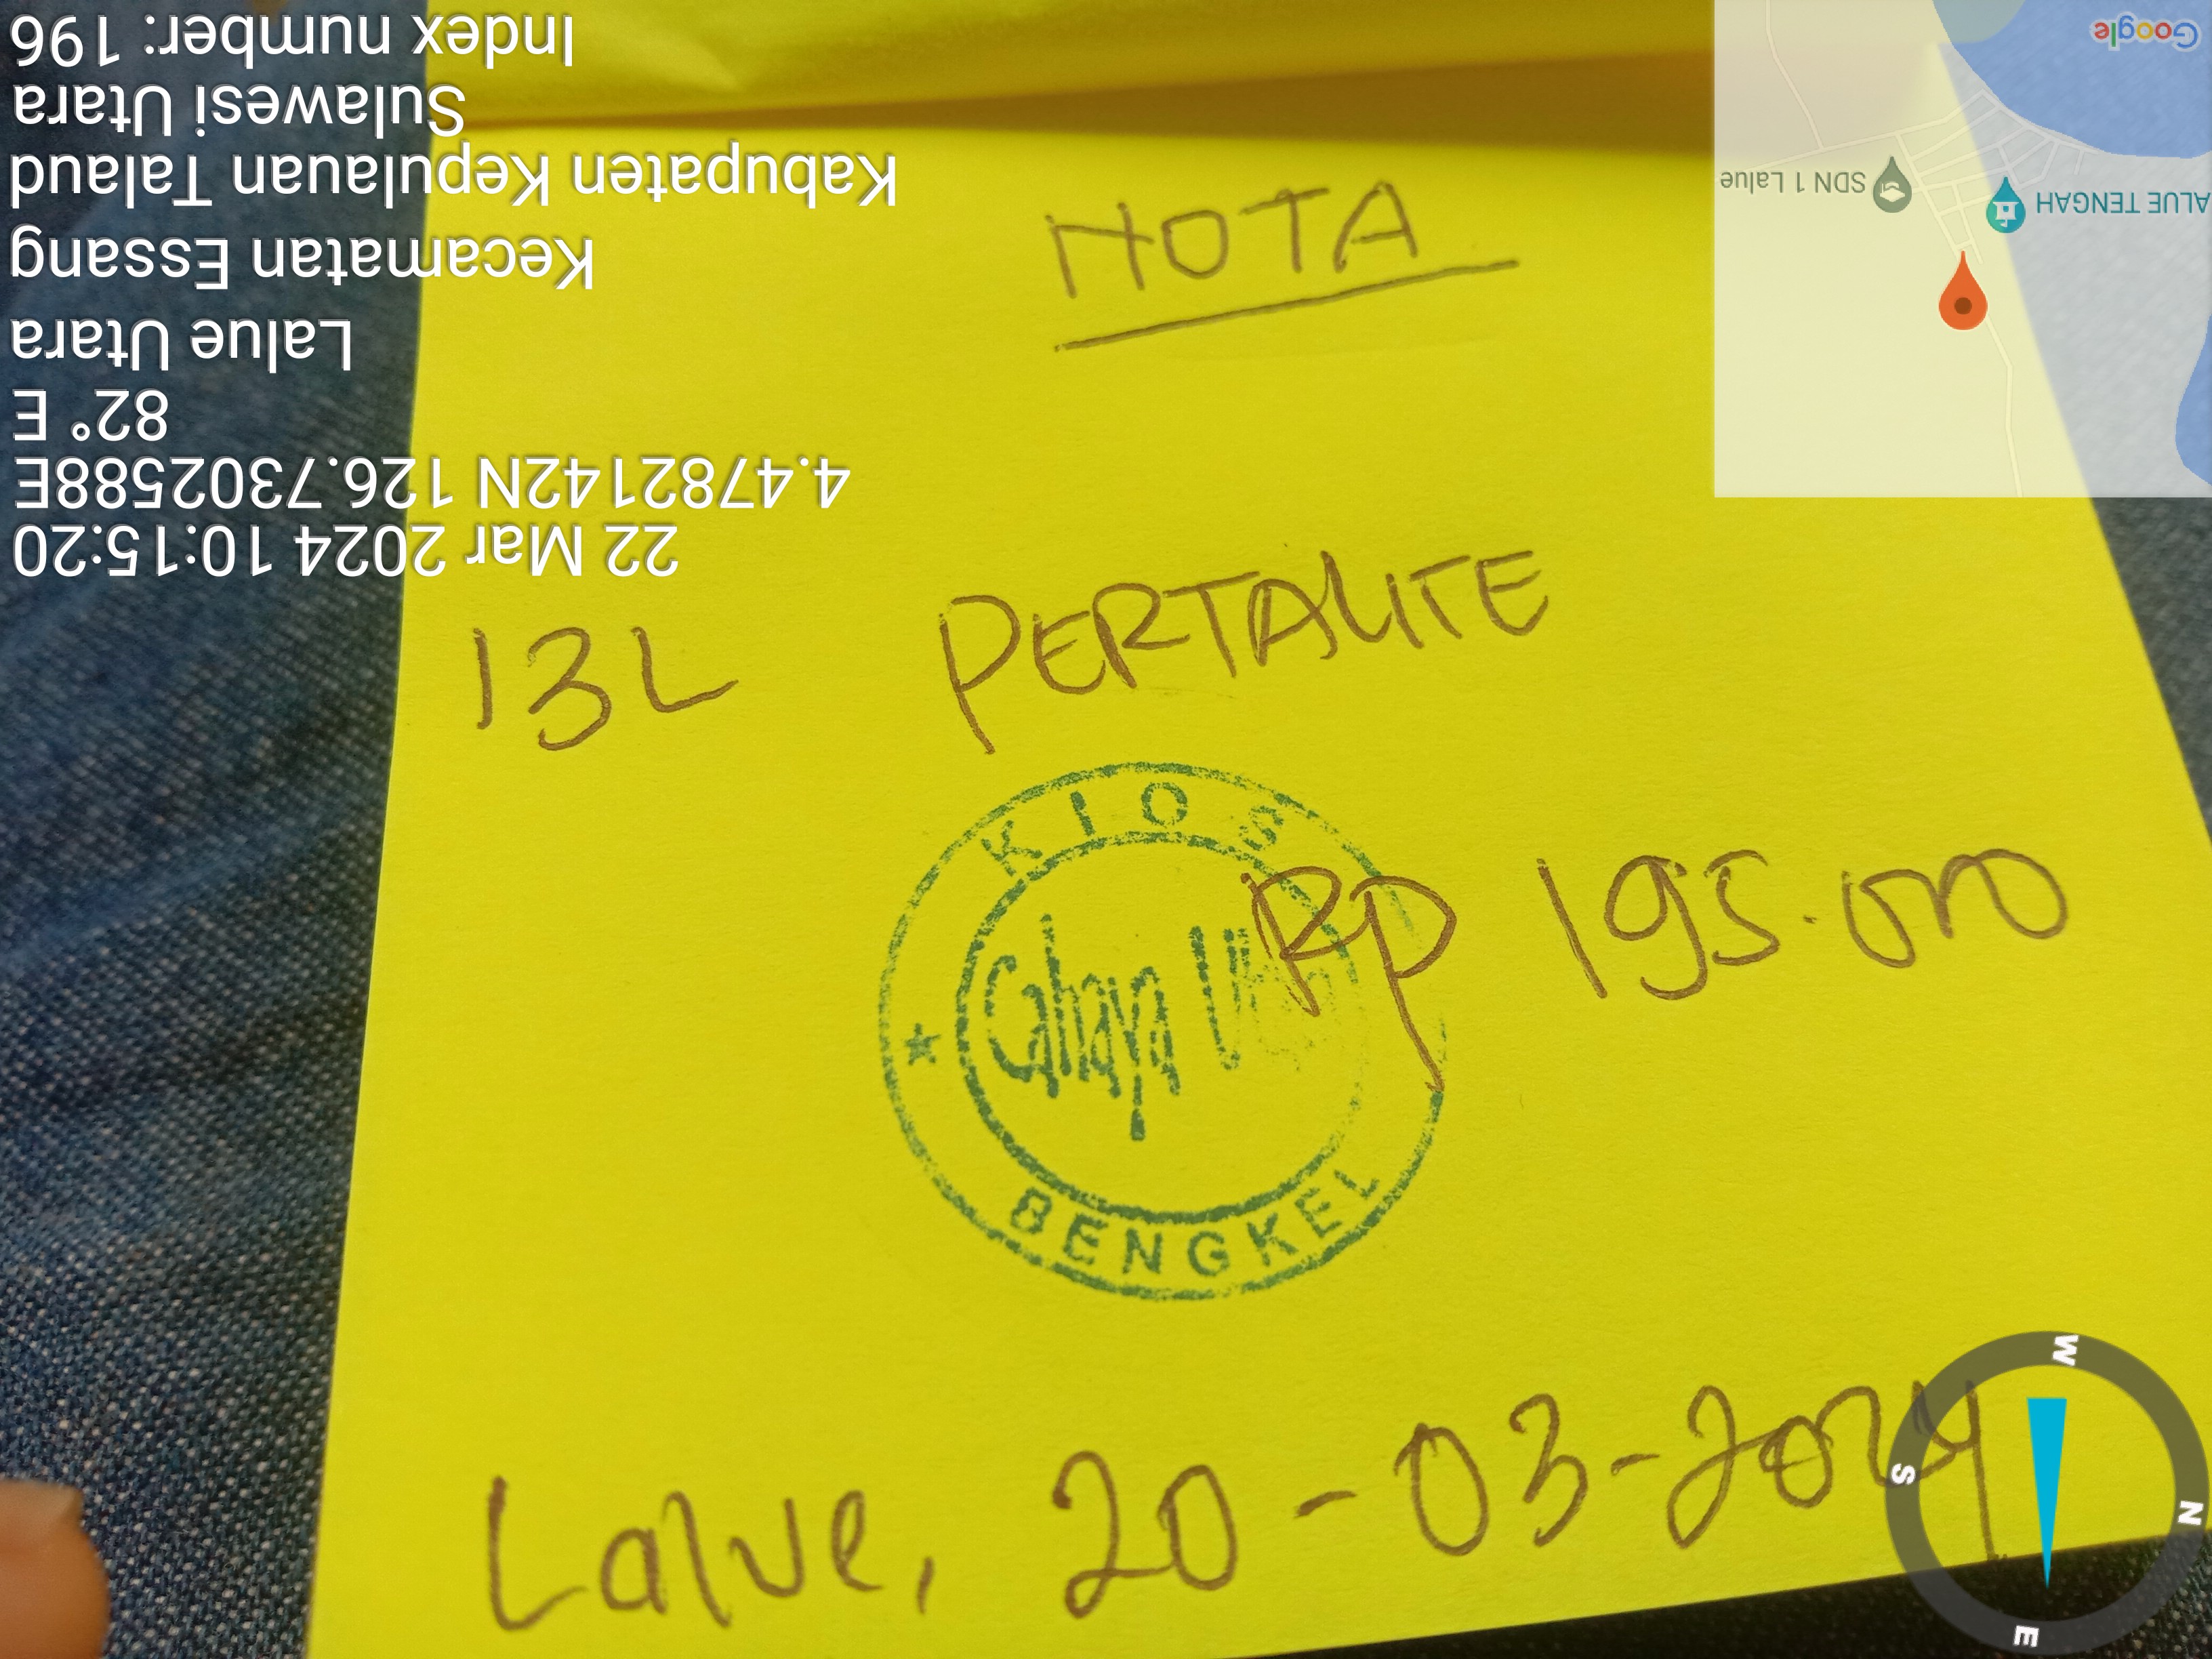 NOTA
13L PERTALITE
KIOS
Cahaya
BENGKEL
Rp 195.000
Lalue, 20-03-2024
22 Mar 2024 10:15:20
4.4782142N 126.7302588E
82° E
Lalue Utara
Kecamatan Essang
Kabupaten Kepulauan Talaud
Sulawesi Utara
Index number: 196
ALUE TENGAH
SDN 1 Lalue
Google
N
E
S
W